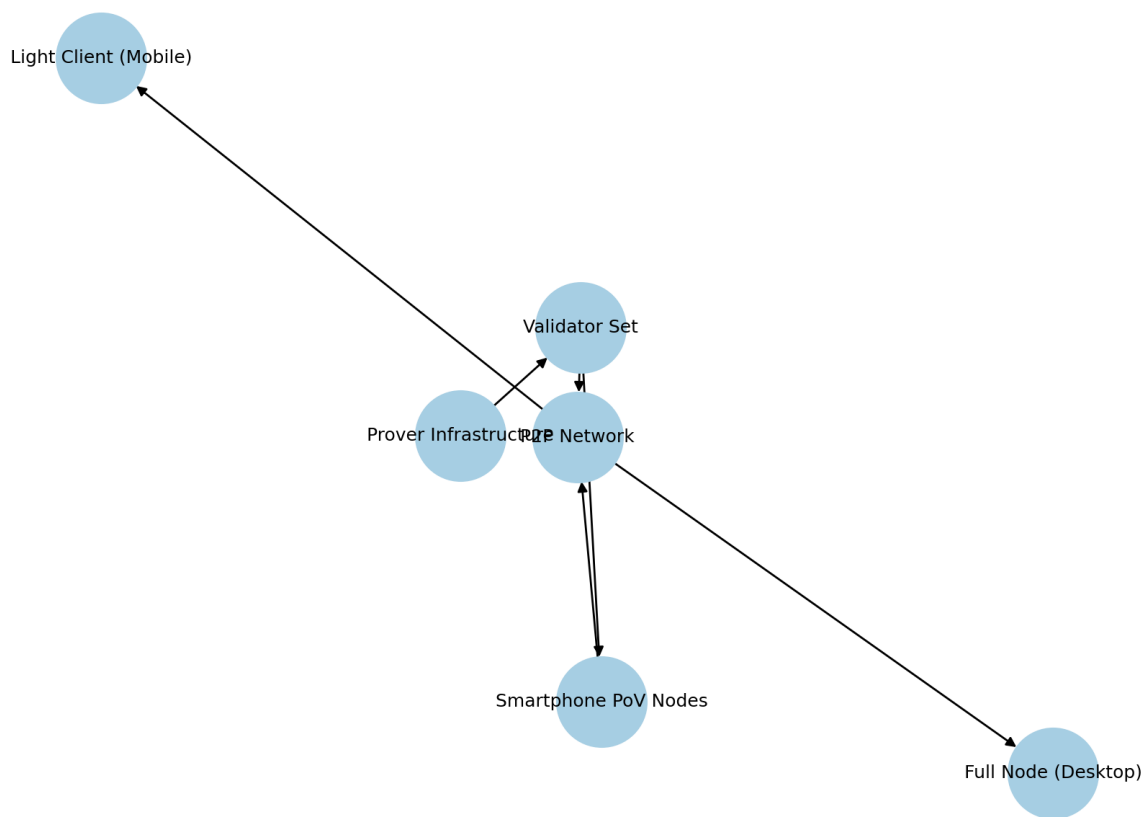 Light Client (Mobile)
Validator Set
Prover Infrastructure
P2P Network
Smartphone PoV Nodes
Full Node (Desktop)